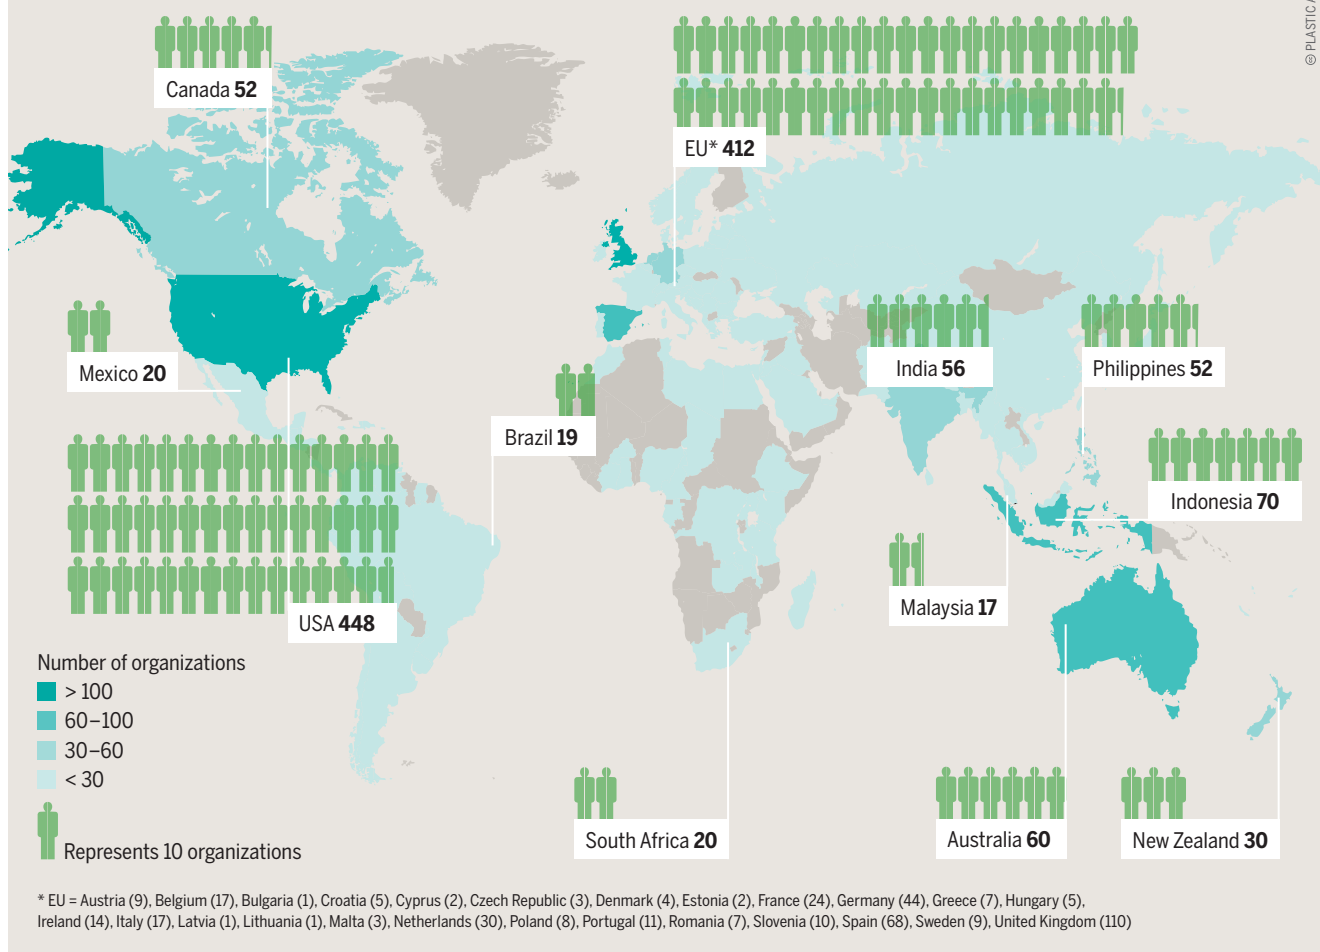 © PLASTIC
Canada 52
EU* 412
Mexico 20
India 56
Philippines 52
Brazil 19
Indonesia 70
Malaysia 17
USA 448
Number of organizations
> 100
60–100
30–60
< 30
Represents 10 organizations
South Africa 20
Australia 60
New Zealand 30
* EU = Austria (9), Belgium (17), Bulgaria (1), Croatia (5), Cyprus (2), Czech Republic (3), Denmark (4), Estonia (2), France (24), Germany (44), Greece (7), Hungary (5),
Ireland (14), Italy (17), Latvia (1), Lithuania (1), Malta (3), Netherlands (30), Poland (8), Portugal (11), Romania (7), Slovenia (10), Spain (68), Sweden (9), United Kingdom (110)